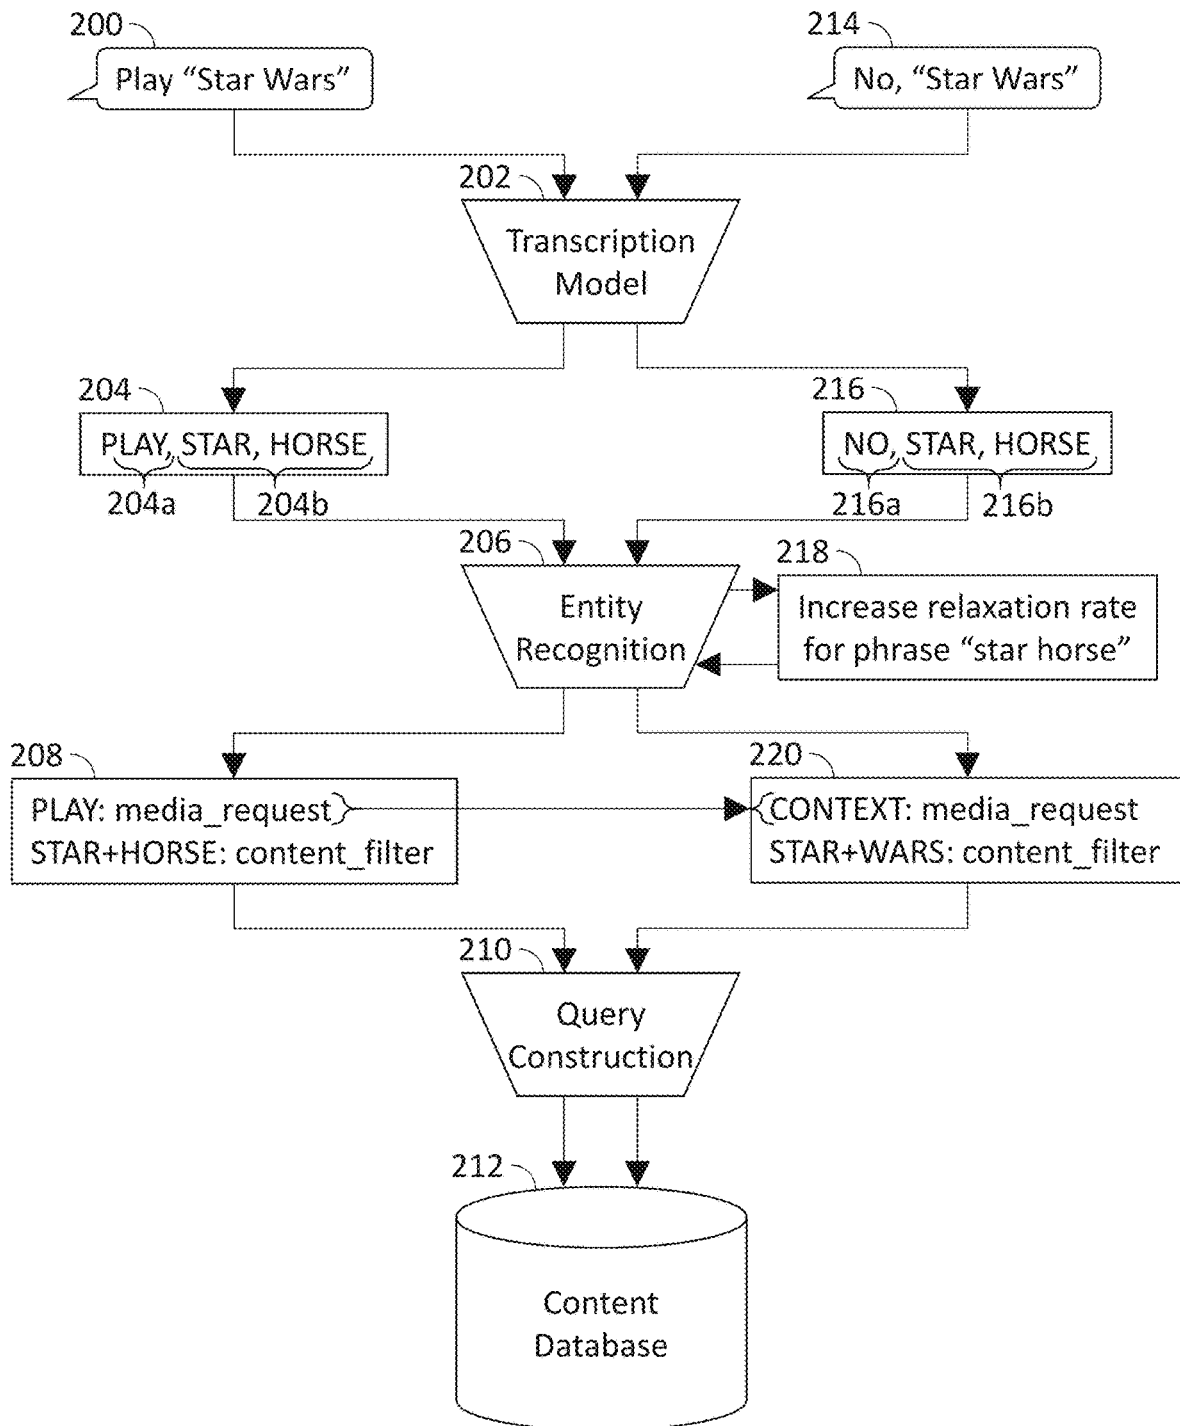 200
Play “Star Wars”
214
No, “Star Wars”
202
Transcription
Model
204
PLAY, STAR, HORSE
204a
204b
216
NO, STAR, HORSE
216a
216b
206
Entity
Recognition
218
Increase relaxation rate
for phrase “star horse”
208
PLAY: media_request
STAR+HORSE: content_filter
220
CONTEXT: media_request
STAR+WARS: content_filter
210
Query
Construction
212
Content
Database